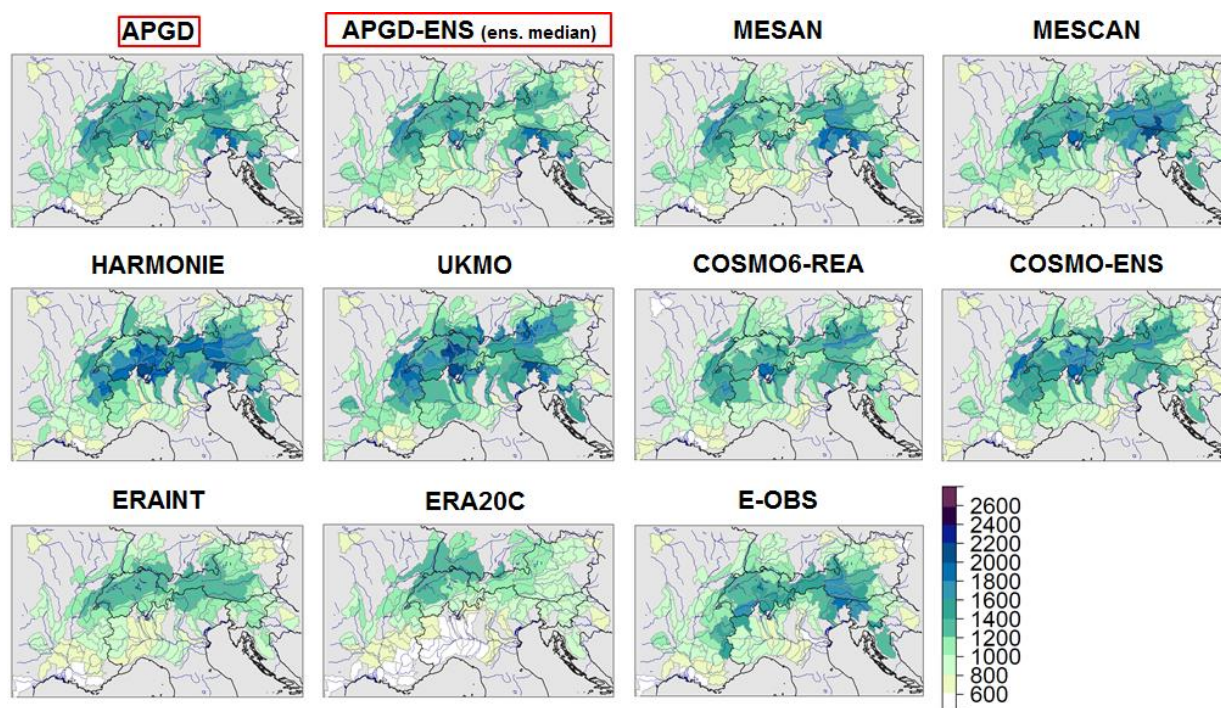 APGD
APGD-ENS (ens. median)
MESAN
MESCAN
HARMONIE
UKMO
COSMO6-REA
COSMO-ENS
ERAINT
ERA20C
E-OBS
2600
2400
2200
2000
1800
1600
1400
1200
1000
800
600